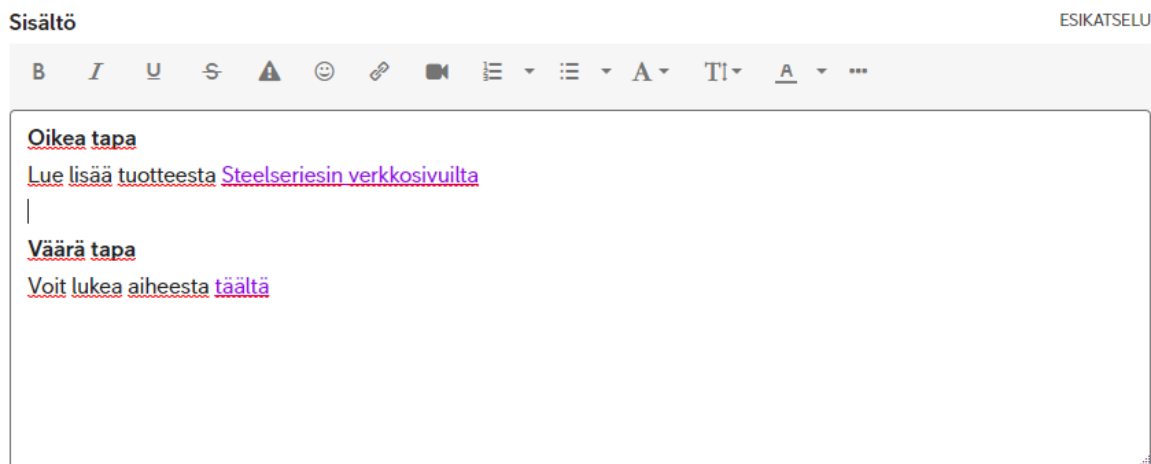 Sisältö
ESIKATSELU
B I U S A T A
Oikea tapa
Lue lisää tuotteesta Steelseriesin verkkosivuilta
Väärä tapa
Voit lukea aiheesta täältä